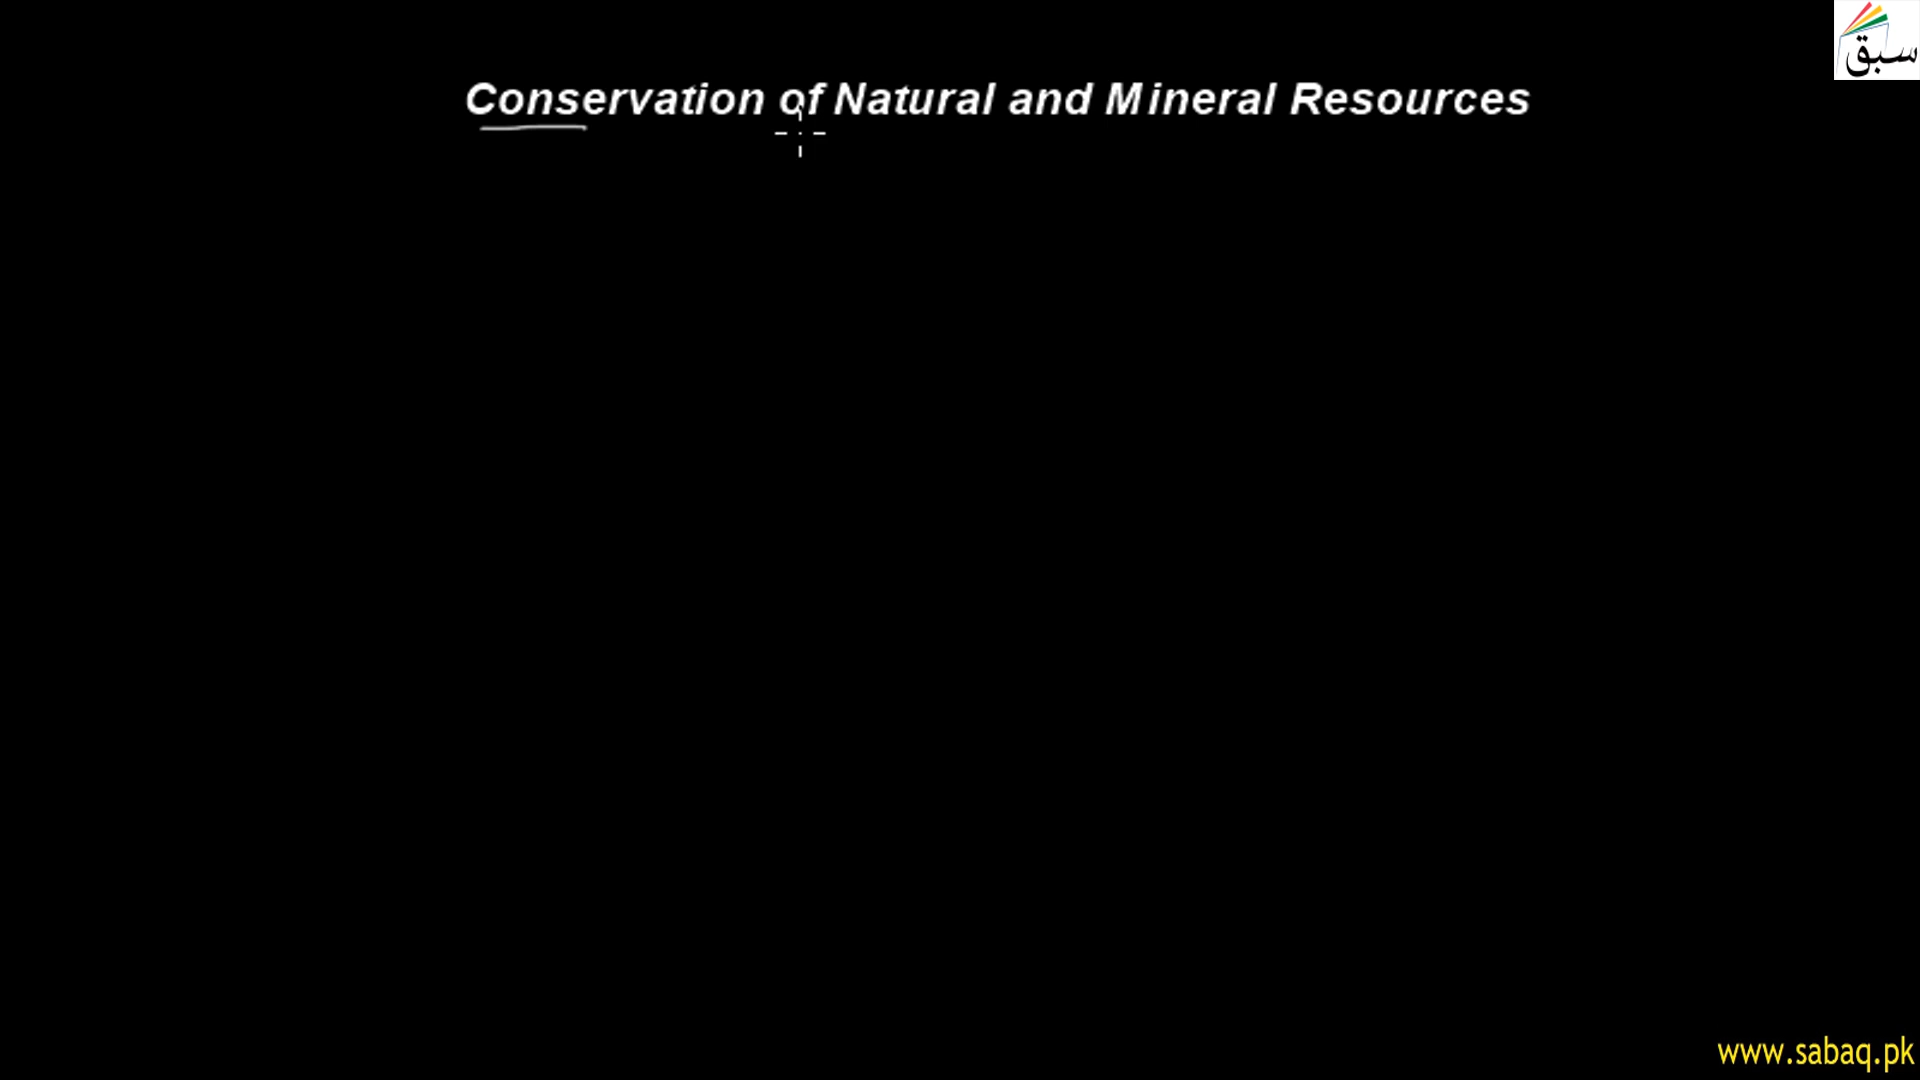 سبق
Conservation of Natural and Mineral Resources
www.sabaq.pk